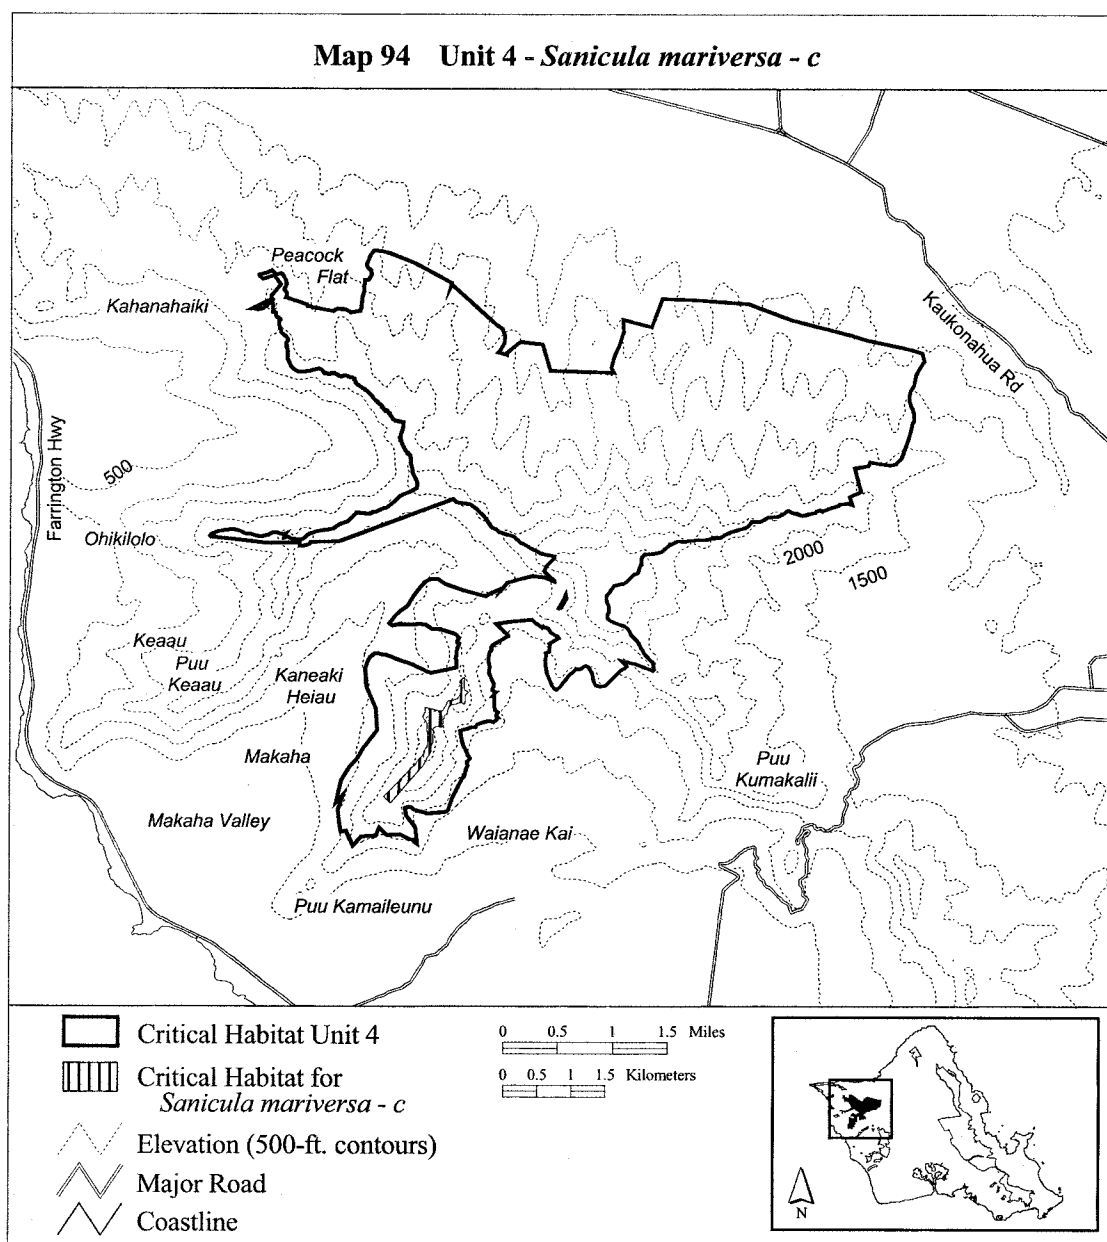 Map 94 Unit 4 - Sanicula mariversa - c
Peacock
Flat
Kahanahaiki
Kaukonahua Rd
Farrington Hwy
500
Ohikilolo
2000
1500
Keaau
Puu
Keaau
Kaneaki
Heiau
Makaha
Puu
Kumakalii
Makaha Valley
Waianae Kai
Puu Kamaileunu
Critical Habitat Unit 4
Critical Habitat for
Sanicula mariversa - c
Elevation (500-ft. contours)
Major Road
Coastline
0 0.5 1 1.5 Miles
0 0.5 1 1.5 Kilometers
N